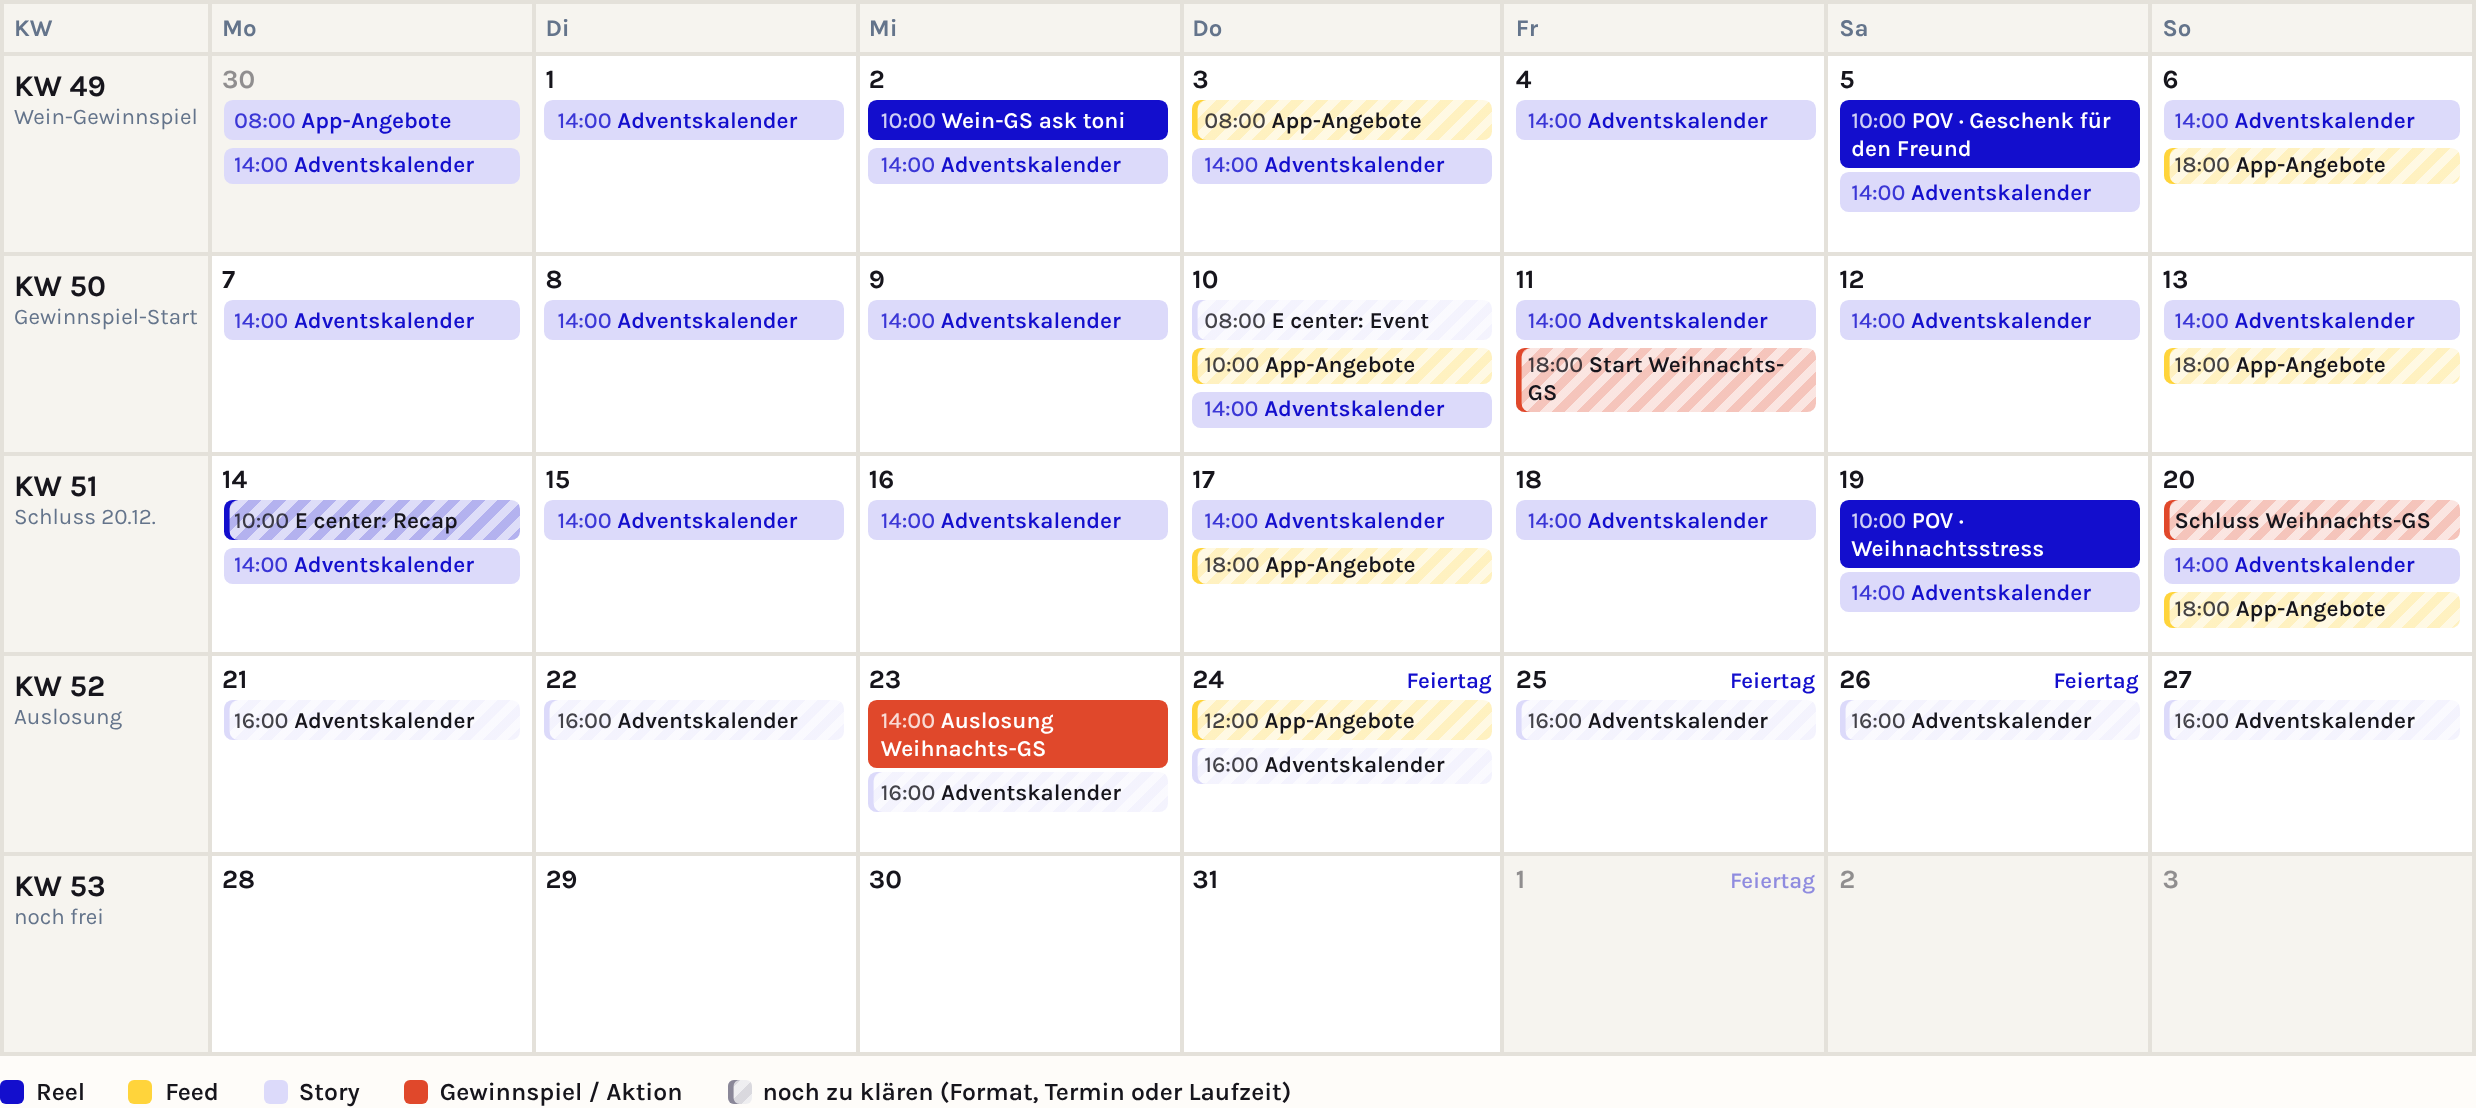 KW Mo Di Mi Do Fr Sa So
KW 49
Wein-Gewinnspiel
30
08:00 App-Angebote
14:00 Adventskalender
1
14:00 Adventskalender
2
10:00 Wein-GS ask toni
14:00 Adventskalender
3
08:00 App-Angebote
14:00 Adventskalender
4
14:00 Adventskalender
5
10:00 POV · Geschenk für
den Freund
14:00 Adventskalender
6
14:00 Adventskalender
18:00 App-Angebote
KW 50
Gewinnspiel-Start
7
14:00 Adventskalender
8
14:00 Adventskalender
9
14:00 Adventskalender
10
08:00 E center: Event
10:00 App-Angebote
14:00 Adventskalender
11
14:00 Adventskalender
18:00 Start Weihnachts-
GS
12
14:00 Adventskalender
13
14:00 Adventskalender
18:00 App-Angebote
KW 51
Schluss 20.12.
14
10:00 E center: Recap
14:00 Adventskalender
15
14:00 Adventskalender
16
14:00 Adventskalender
17
14:00 Adventskalender
18:00 App-Angebote
18
14:00 Adventskalender
19
10:00 POV ·
Weihnachtsstress
14:00 Adventskalender
20
Schluss Weihnachts-GS
14:00 Adventskalender
18:00 App-Angebote
KW 52
Auslosung
21
16:00 Adventskalender
22
16:00 Adventskalender
23
14:00 Auslosung
Weihnachts-GS
16:00 Adventskalender
24 Feiertag
12:00 App-Angebote
16:00 Adventskalender
25 Feiertag
16:00 Adventskalender
26 Feiertag
16:00 Adventskalender
27
16:00 Adventskalender
KW 53
noch frei
28
29
30
31
1 Feiertag
2
3
Reel Feed Story Gewinnspiel / Aktion noch zu klären (Format, Termin oder Laufzeit)